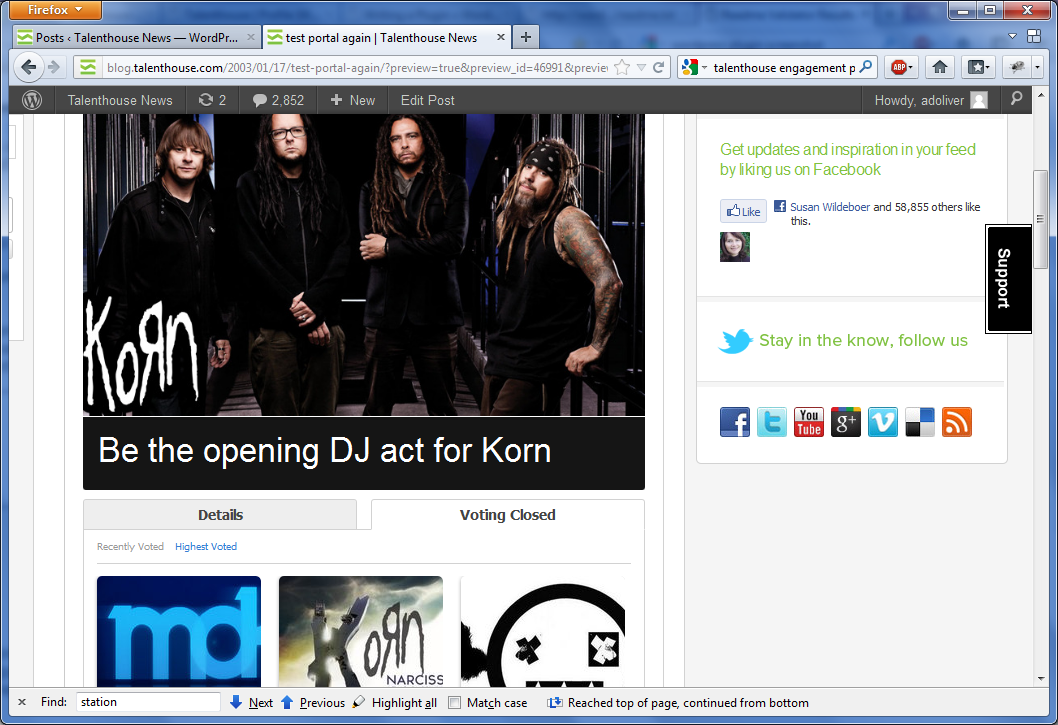 Firefox
Posts ‹ Talenthouse News — WordPr...
test portal again | Talenthouse News
blog.talenthouse.com/2003/01/17/test-portal-again/?preview=true&preview_id=46991&previe
talenthouse engagement p
ABP
Talenthouse News
2
2,852
New
Edit Post
Howdy, adoliver
Get updates and inspiration in your feed
by liking us on Facebook
Like
Susan Wildeboer and 58,855 others like
this.
Support
KoЯn
Stay in the know, follow us
You
Tube
g+
Be the opening DJ act for Korn
Details
Voting Closed
Recently Voted
Highest Voted
md
KoЯn
NARCISS
Find:
station
Next
Previous
Highlight all
Match case
Reached top of page, continued from bottom